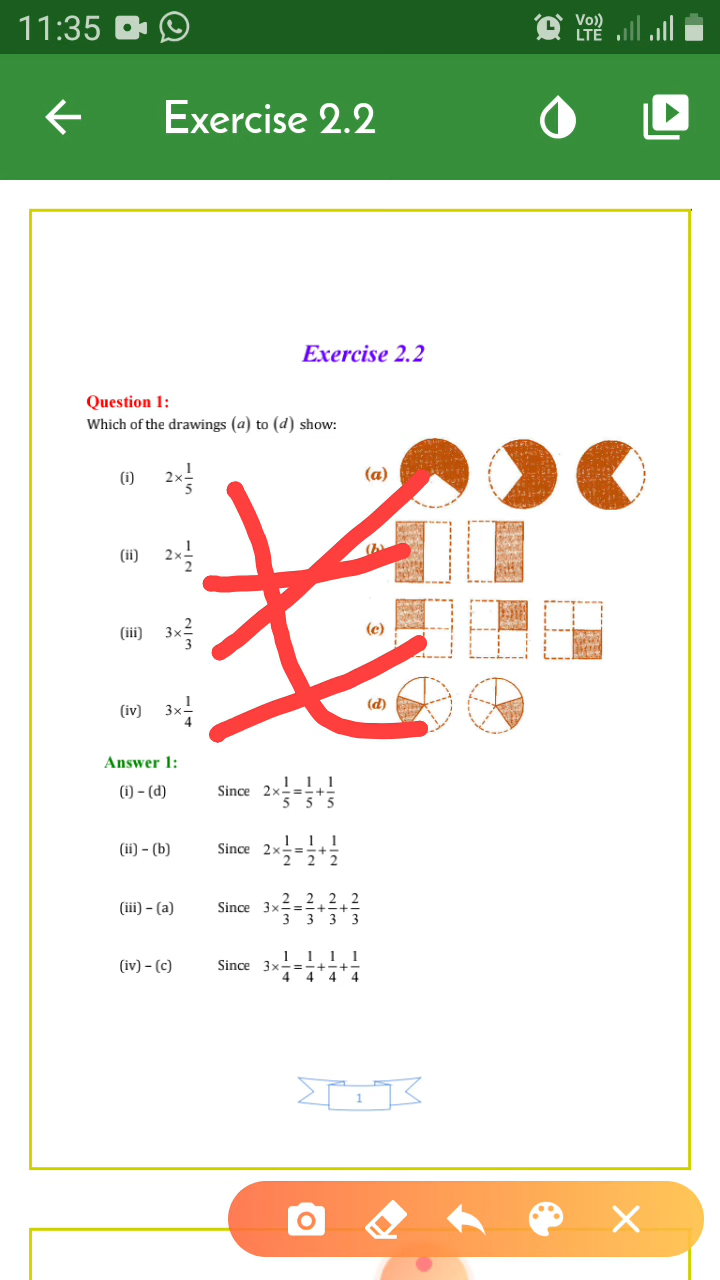 11:35 Vo)) LTE
Exercise 2.2
Exercise 2.2
Question 1:
Which of the drawings (a) to (d) show:
(i) 2×1/5 (a)
(ii) 2×1/2 (b)
(iii) 3×2/3 (c)
(iv) 3×1/4 (d)
Answer 1:
(i) – (d) Since 2×1/5=1/5+1/5
(ii) – (b) Since 2×1/2=1/2+1/2
(iii) – (a) Since 3×2/3=2/3+2/3+2/3
(iv) – (c) Since 3×1/4=1/4+1/4+1/4
1